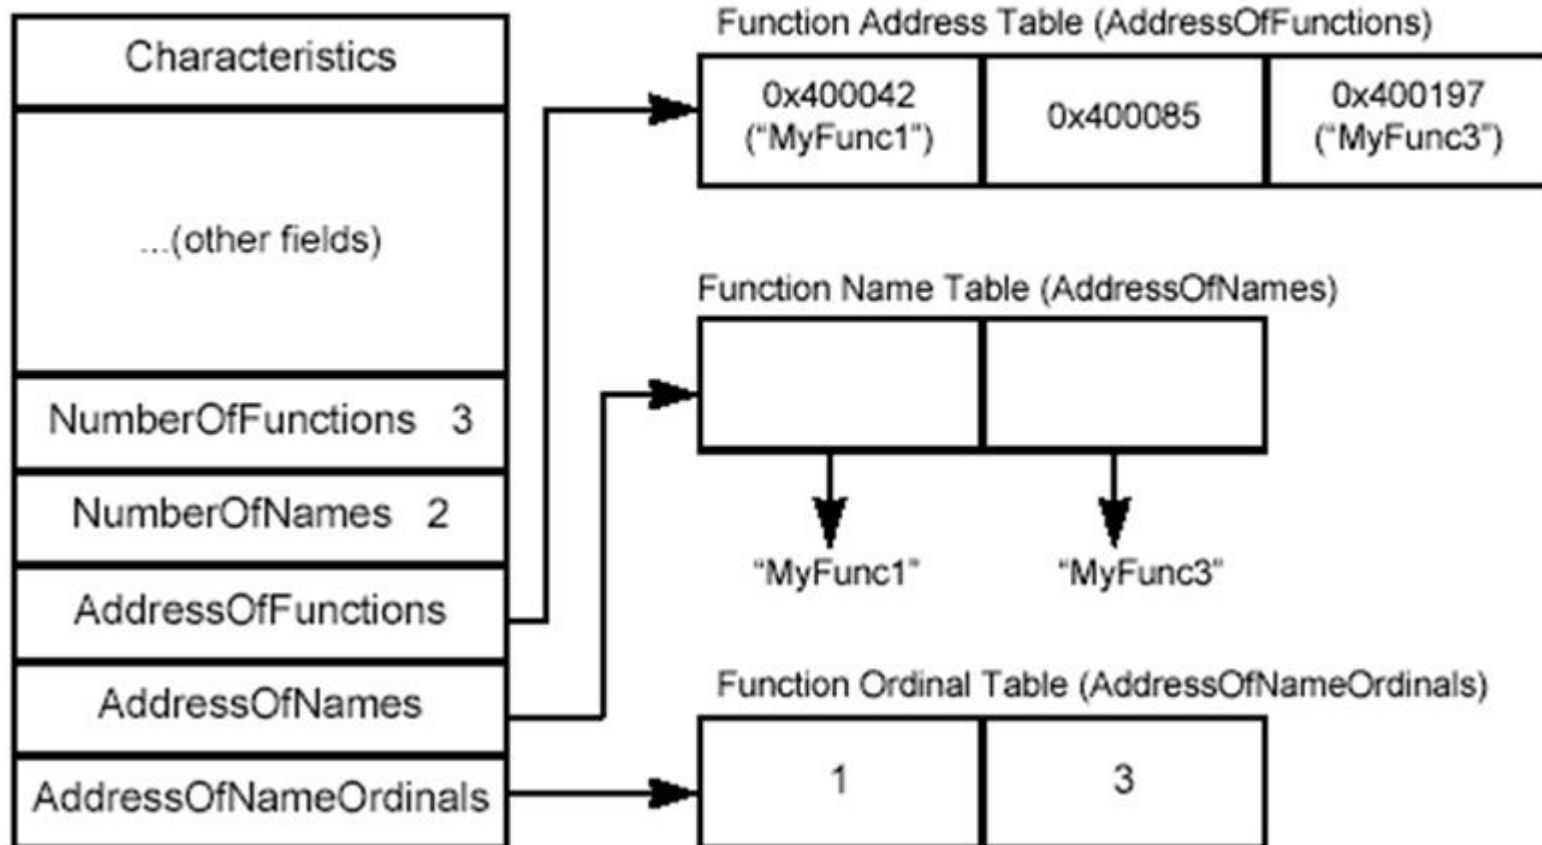 Characteristics
...(other fields)
NumberOfFunctions 3
NumberOfNames 2
AddressOfFunctions
AddressOfNames
AddressOfNameOrdinals
Function Address Table (AddressOfFunctions)
0x400042
(“MyFunc1”)
0x400085
0x400197
(“MyFunc3”)
Function Name Table (AddressOfNames)
“MyFunc1”
“MyFunc3”
Function Ordinal Table (AddressOfNameOrdinals)
1
3